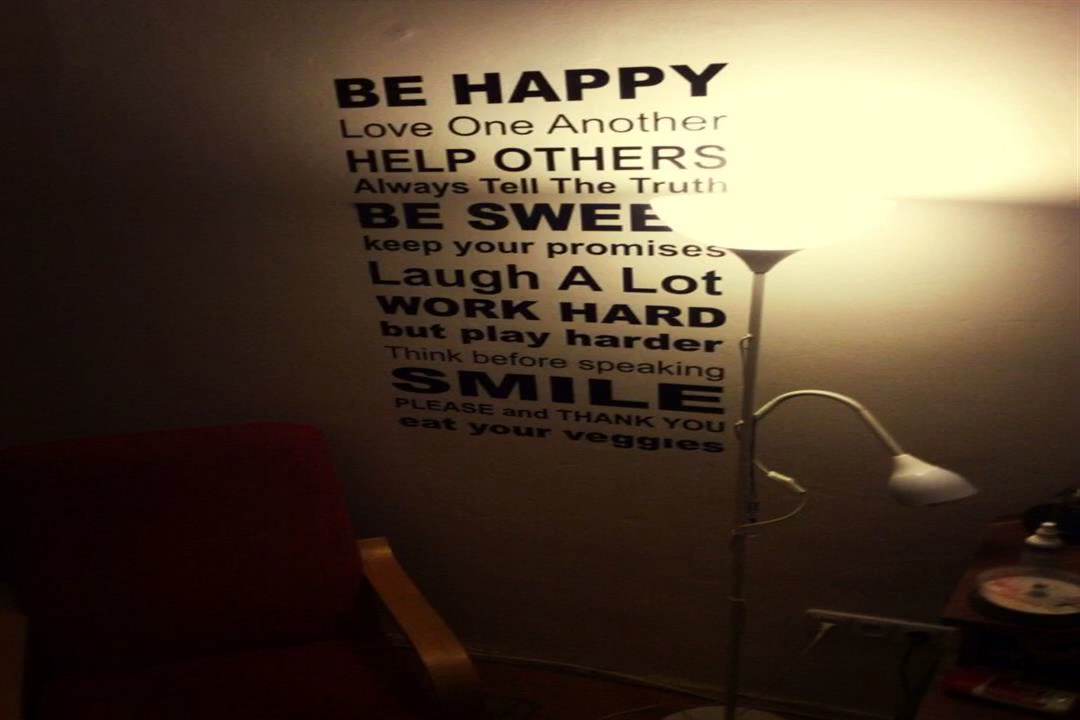 BE HAPPY
Love One Another
HELP OTHERS
Always Tell The Truth
BE SWEE
keep your promises
Laugh A Lot
WORK HARD
but play harder
Think before speaking
SMILE
PLEASE and THANK YOU
eat your veggies